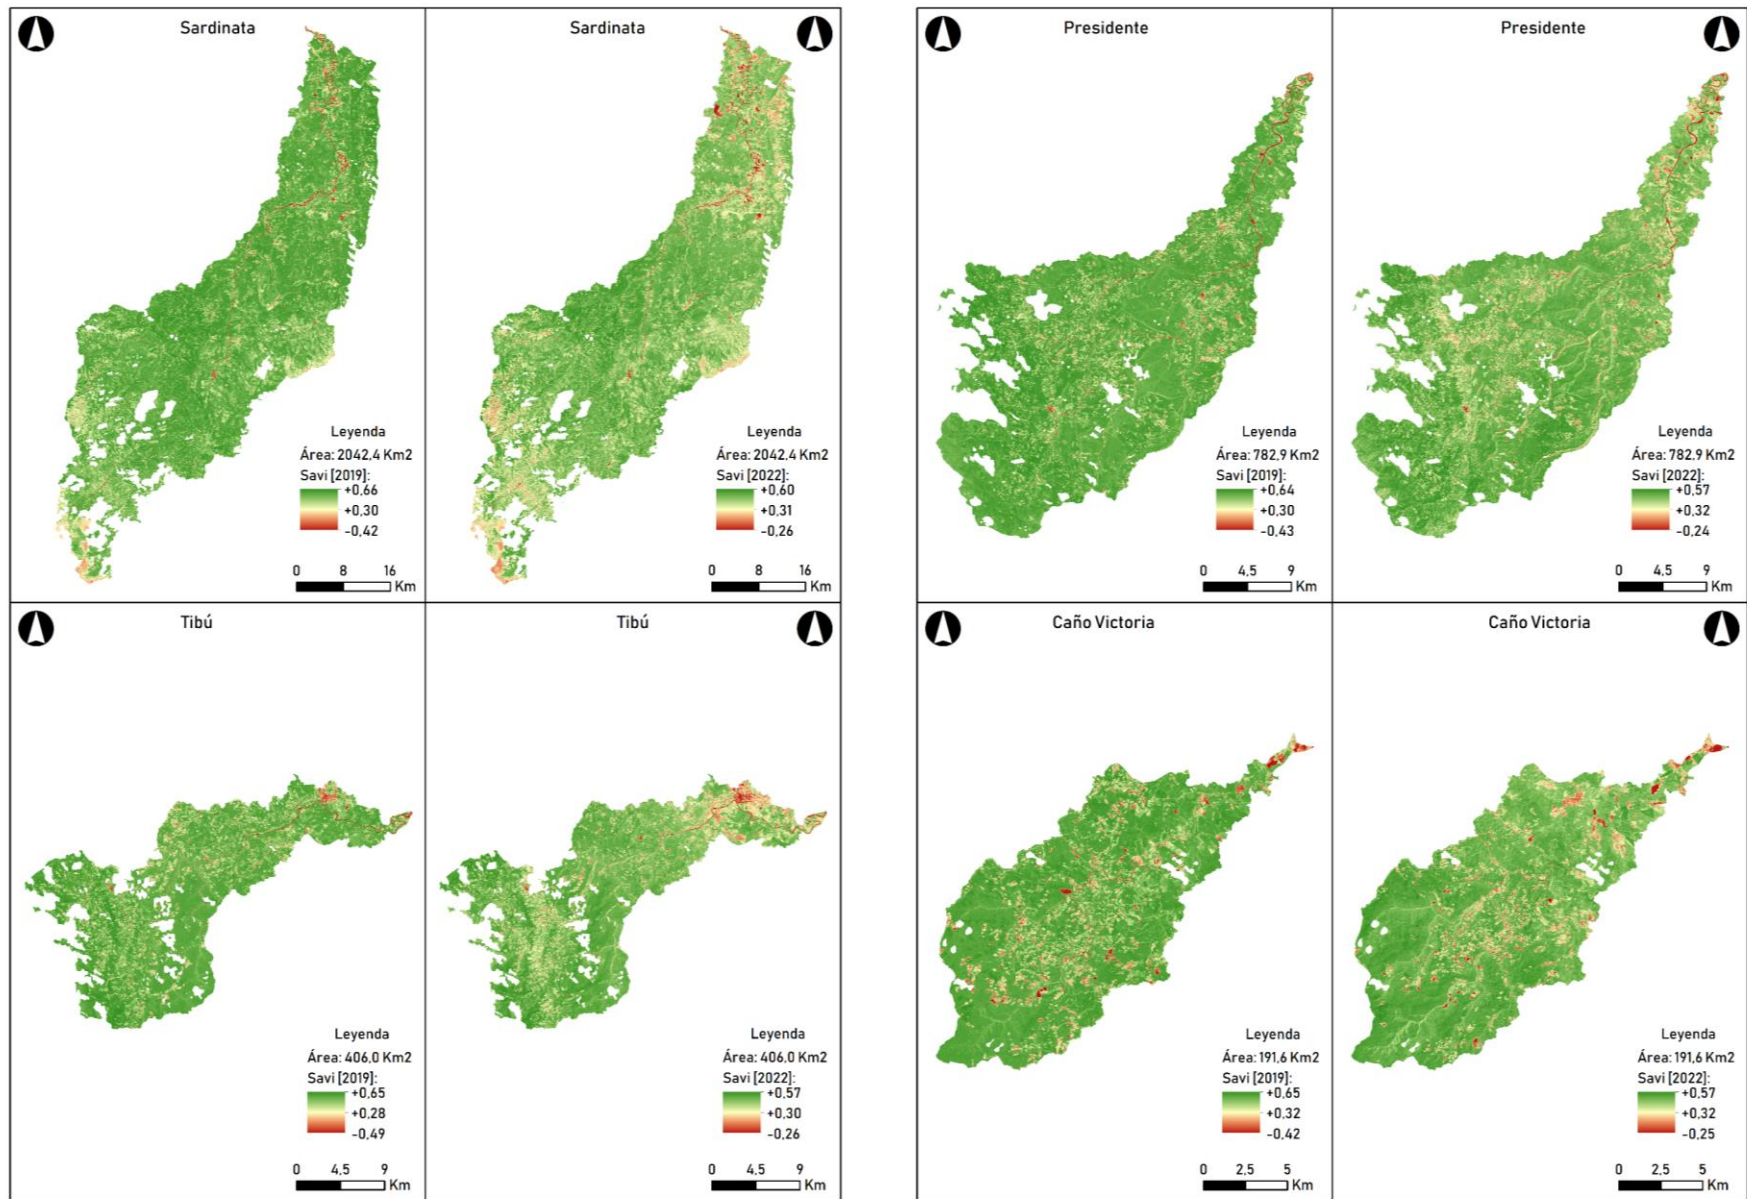 Sardinata
Leyenda
Área: 2042,4 Km2
Savi [2019]:
+0,66
+0,30
-0,42
0 8 16
Km
Sardinata
Leyenda
Área: 2042,4 Km2
Savi [2022]:
+0,60
+0,31
-0,26
0 8 16
Km
Presidente
Leyenda
Área: 782,9 Km2
Savi [2019]:
+0,64
+0,30
-0,43
0 4,5 9
Km
Presidente
Leyenda
Área: 782,9 Km2
Savi [2022]:
+0,57
+0,32
-0,24
0 4,5 9
Km
Tibú
Leyenda
Área: 406,0 Km2
Savi [2019]:
+0,65
+0,28
-0,49
0 4,5 9
Km
Tibú
Leyenda
Área: 406,0 Km2
Savi [2022]:
+0,57
+0,30
-0,26
0 4,5 9
Km
Caño Victoria
Leyenda
Área: 191,6 Km2
Savi [2019]:
+0,65
+0,32
-0,42
0 2,5 5
Km
Caño Victoria
Leyenda
Área: 191,6 Km2
Savi [2022]:
+0,57
+0,32
-0,25
0 2,5 5
Km